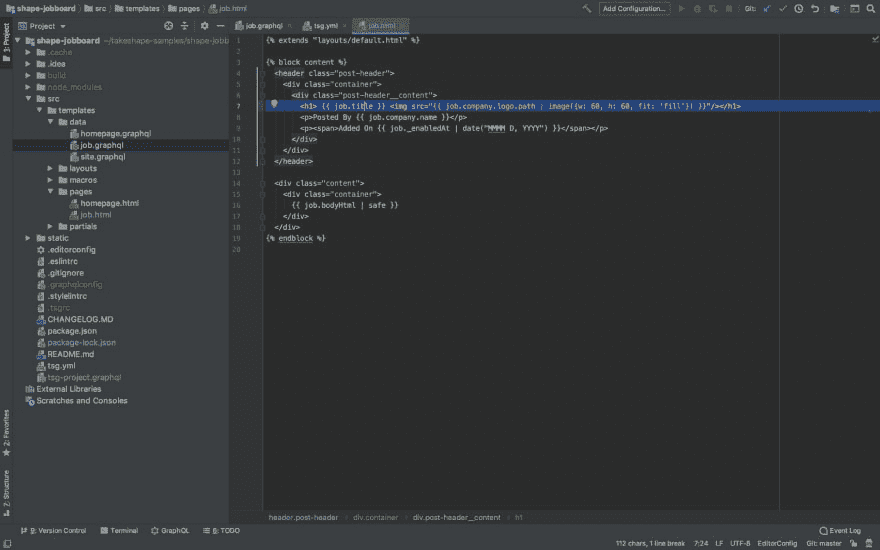 shape-jobboard src templates pages job.html
Add Configuration... Git:
1: Project
Project
job.graphql tsg.yml job.html
shape-jobboard ~/takeshape-samples/shape-jobb
.cache
.idea
build
node_modules
src
templates
data
homepage.graphql
job.graphql
site.graphql
layouts
macros
pages
homepage.html
job.html
partials
static
.editorconfig
.eslintrc
.gitignore
.graphqlconfig
.stylelintrc
.tsgrc
CHANGELOG.MD
package.json
package-lock.json
README.md
tsg.yml
tsg-project.graphql
External Libraries
Scratches and Consoles
1 {% extends "layouts/default.html" %}
2
3 {% block content %}
4 <header class="post-header">
5 <div class="container">
6 <div class="post-header__content">
7 <h1> {{ job.title }} <img src="{{ job.company.logo.path | image({w: 60, h: 60, fit: 'fill'}) }}"/></h1>
8 <p>Posted By {{ job.company.name }}</p>
9 <p><span>Added On {{ job._enabledAt | date("MMMM D, YYYY") }}</span></p>
10 </div>
11 </div>
12 </header>
13
14 <div class="content">
15 <div class="container">
16 {{ job.bodyHtml | safe }}
17 </div>
18 </div>
19 {% endblock %}
20
2: Favorites
7: Structure
header.post-header div.container div.post-header__content h1
9: Version Control Terminal GraphQL 6: TODO Event Log
112 chars, 1 line break 7:24 LF UTF-8 EditorConfig Git: master